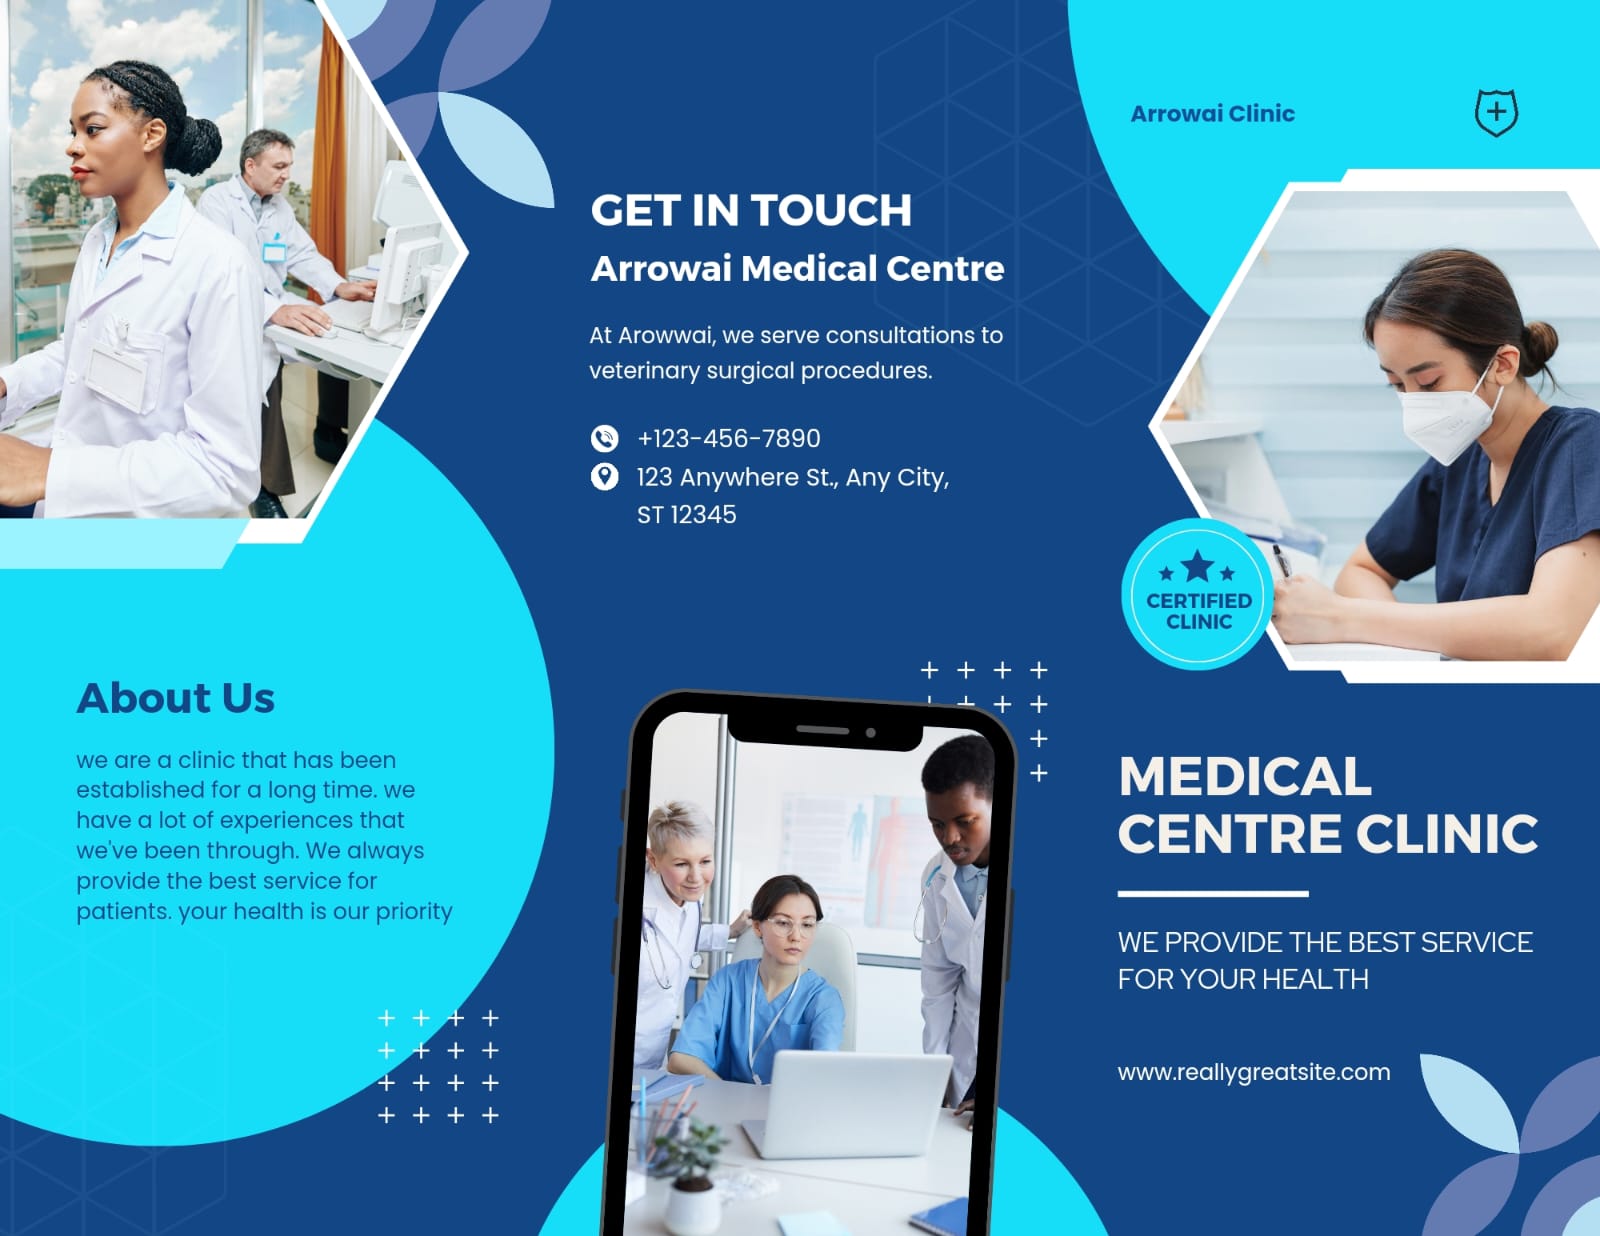 About Us
we are a clinic that has been
established for a long time. we
have a lot of experiences that
we've been through. We always
provide the best service for
patients. your health is our priority
GET IN TOUCH
Arrowai Medical Centre
At Arowwai, we serve consultations to
veterinary surgical procedures.
+123-456-7890
123 Anywhere St., Any City,
ST 12345
Arrowai Clinic
CERTIFIED
CLINIC
MEDICAL
CENTRE CLINIC
WE PROVIDE THE BEST SERVICE
FOR YOUR HEALTH
www.reallygreatsite.com